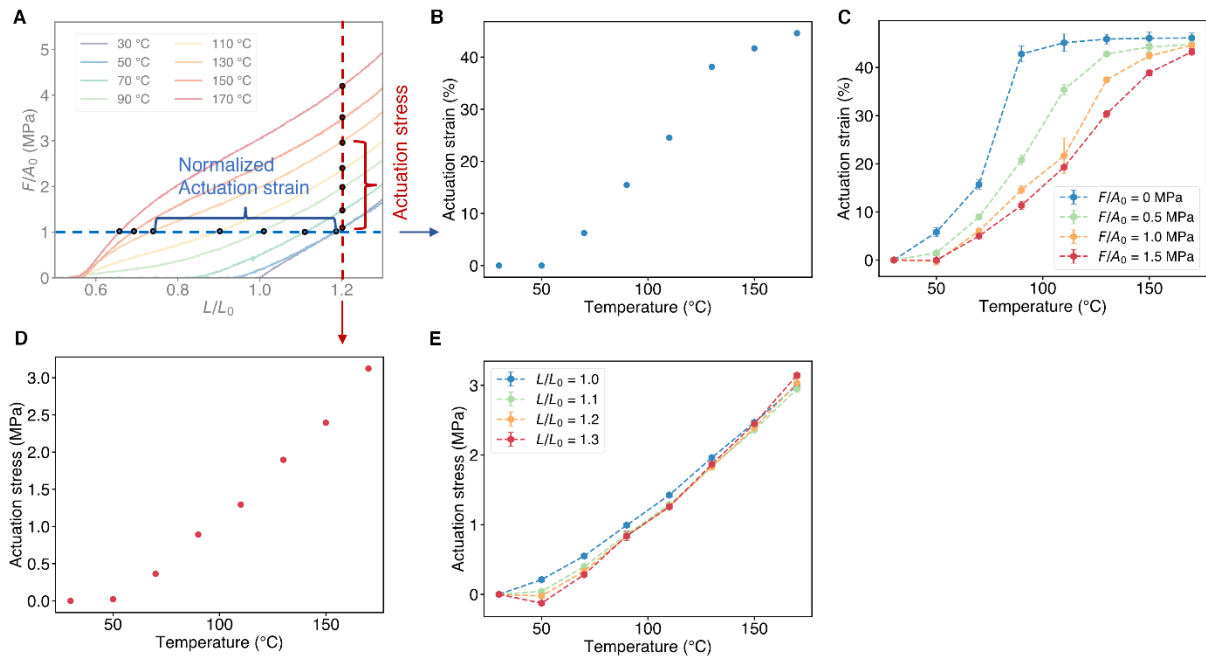 A
F/A₀ (MPa)
5
4
3
2
1
0
30 °C
50 °C
70 °C
90 °C
110 °C
130 °C
150 °C
170 °C
Normalized
Actuation strain
Actuation stress
0.6
0.8
1.0
1.2
L/L₀
B
Actuation strain (%)
40
30
20
10
0
50
100
150
Temperature (°C)
C
Actuation strain (%)
40
30
20
10
0
F/A₀ = 0 MPa
F/A₀ = 0.5 MPa
F/A₀ = 1.0 MPa
F/A₀ = 1.5 MPa
50
100
150
Temperature (°C)
D
Actuation stress (MPa)
3.0
2.5
2.0
1.5
1.0
0.5
0.0
50
100
150
Temperature (°C)
E
Actuation stress (MPa)
3
2
1
0
L/L₀ = 1.0
L/L₀ = 1.1
L/L₀ = 1.2
L/L₀ = 1.3
50
100
150
Temperature (°C)